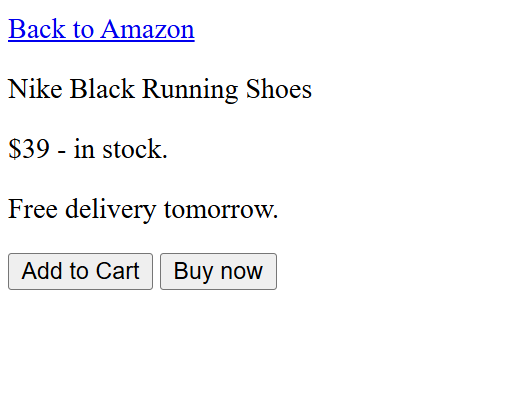 Back to Amazon
Nike Black Running Shoes
$39 - in stock.
Free delivery tomorrow.
Add to Cart Buy now